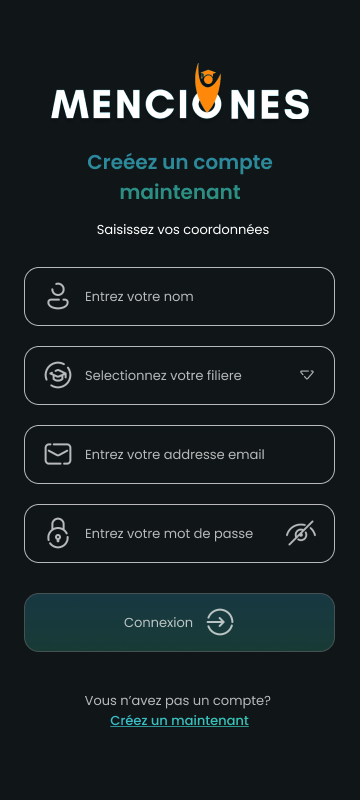 MENCIONES
Creéez un compte
maintenant
Saisissez vos coordonnées
Entrez votre nom
Selectionnez votre filiere
Entrez votre addresse email
Entrez votre mot de passe
Connexion
Vous n’avez pas un compte?
Créez un maintenant